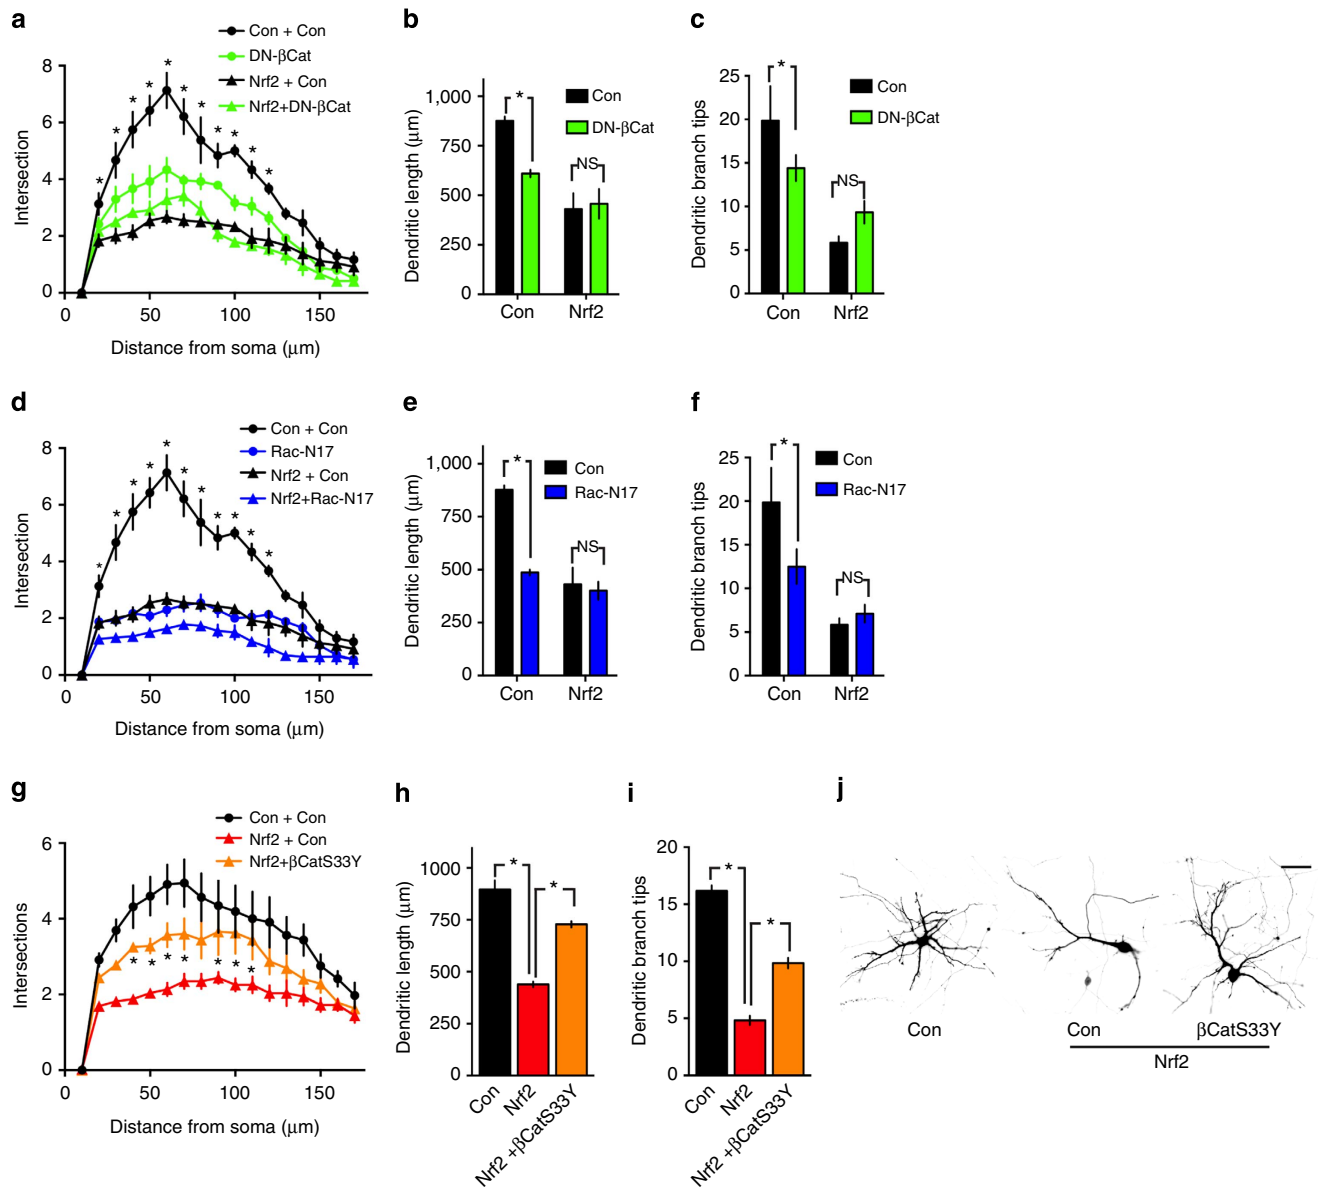 a
Con + Con
DN-βCat
Nrf2 + Con
Nrf2+DN-βCat
8
6
4
2
0
Intersection
* * * * * * * * * * *
0 50 100 150
Distance from soma (μm)
b
Con
DN-βCat
1,000
750
500
250
0
Dendritic length (μm)
*
NS
Con Nrf2
c
Con
DN-βCat
25
20
15
10
5
0
Dendritic branch tips
*
NS
Con Nrf2
d
Con + Con
Rac-N17
Nrf2 + Con
Nrf2+Rac-N17
8
6
4
2
0
Intersection
* * * * * * * * * * *
0 50 100 150
Distance from soma (μm)
e
Con
Rac-N17
1,000
750
500
250
0
Dendritic length (μm)
*
NS
Con Nrf2
f
Con
Rac-N17
25
20
15
10
5
0
Dendritic branch tips
*
NS
Con Nrf2
g
Con + Con
Nrf2 + Con
Nrf2+βCatS33Y
6
4
2
0
Intersections
* * * * * * *
0 50 100 150
Distance from soma (μm)
h
1000
750
500
250
0
Dendritic length (μm)
* *
Con
Nrf2
Nrf2 +βCatS33Y
i
20
15
10
5
0
Dendritic branch tips
* *
Con
Nrf2
Nrf2 +βCatS33Y
j
Con Con βCatS33Y
Nrf2